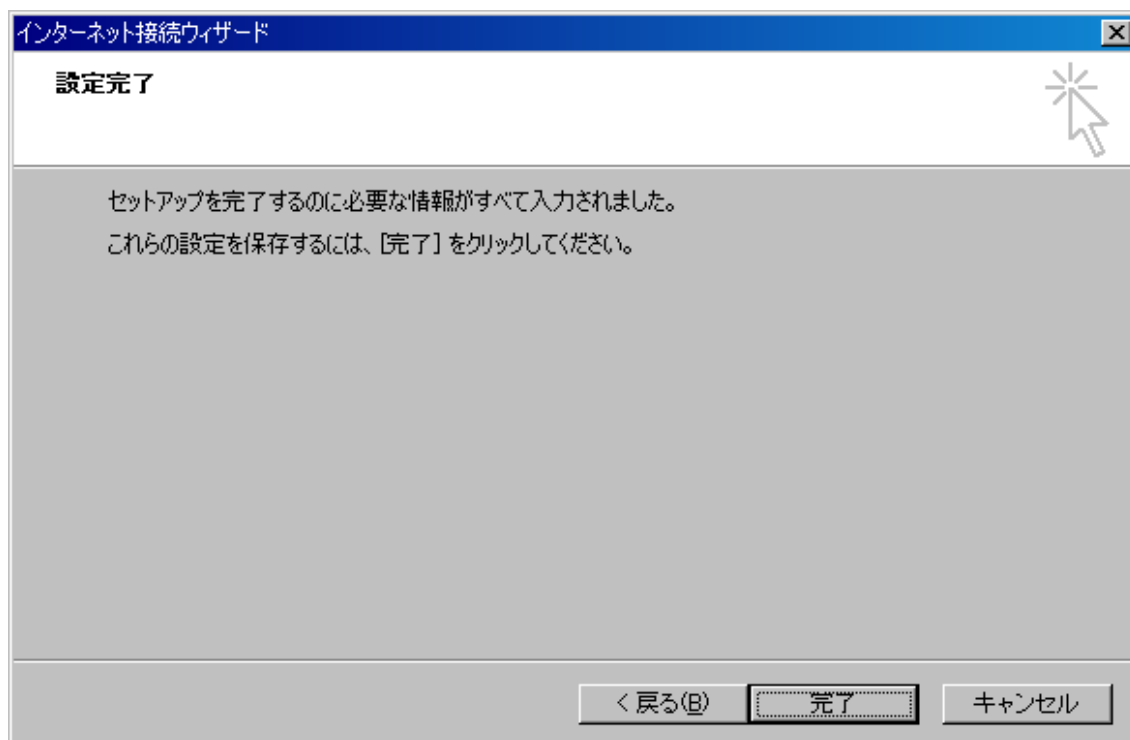 インターネット接続ウィザード
設定完了
セットアップを完了するのに必要な情報がすべて入力されました。
これらの設定を保存するには、[完了] をクリックしてください。
< 戻る(B)
完了
キャンセル